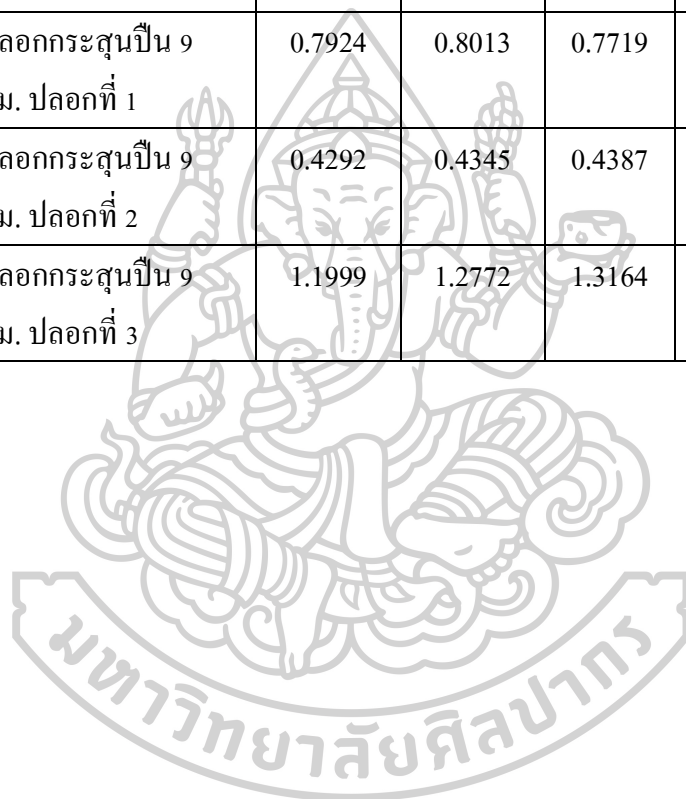 ลอกกระสุนปืน 9 0.7924 0.8013 0.7719
ม. ปลอกที่ 1
ลอกกระสุนปืน 9 0.4292 0.4345 0.4387
ม. ปลอกที่ 2
ลอกกระสุนปืน 9 1.1999 1.2772 1.3164
ม. ปลอกที่ 3
มหาวิทยาลัยศิลปากร